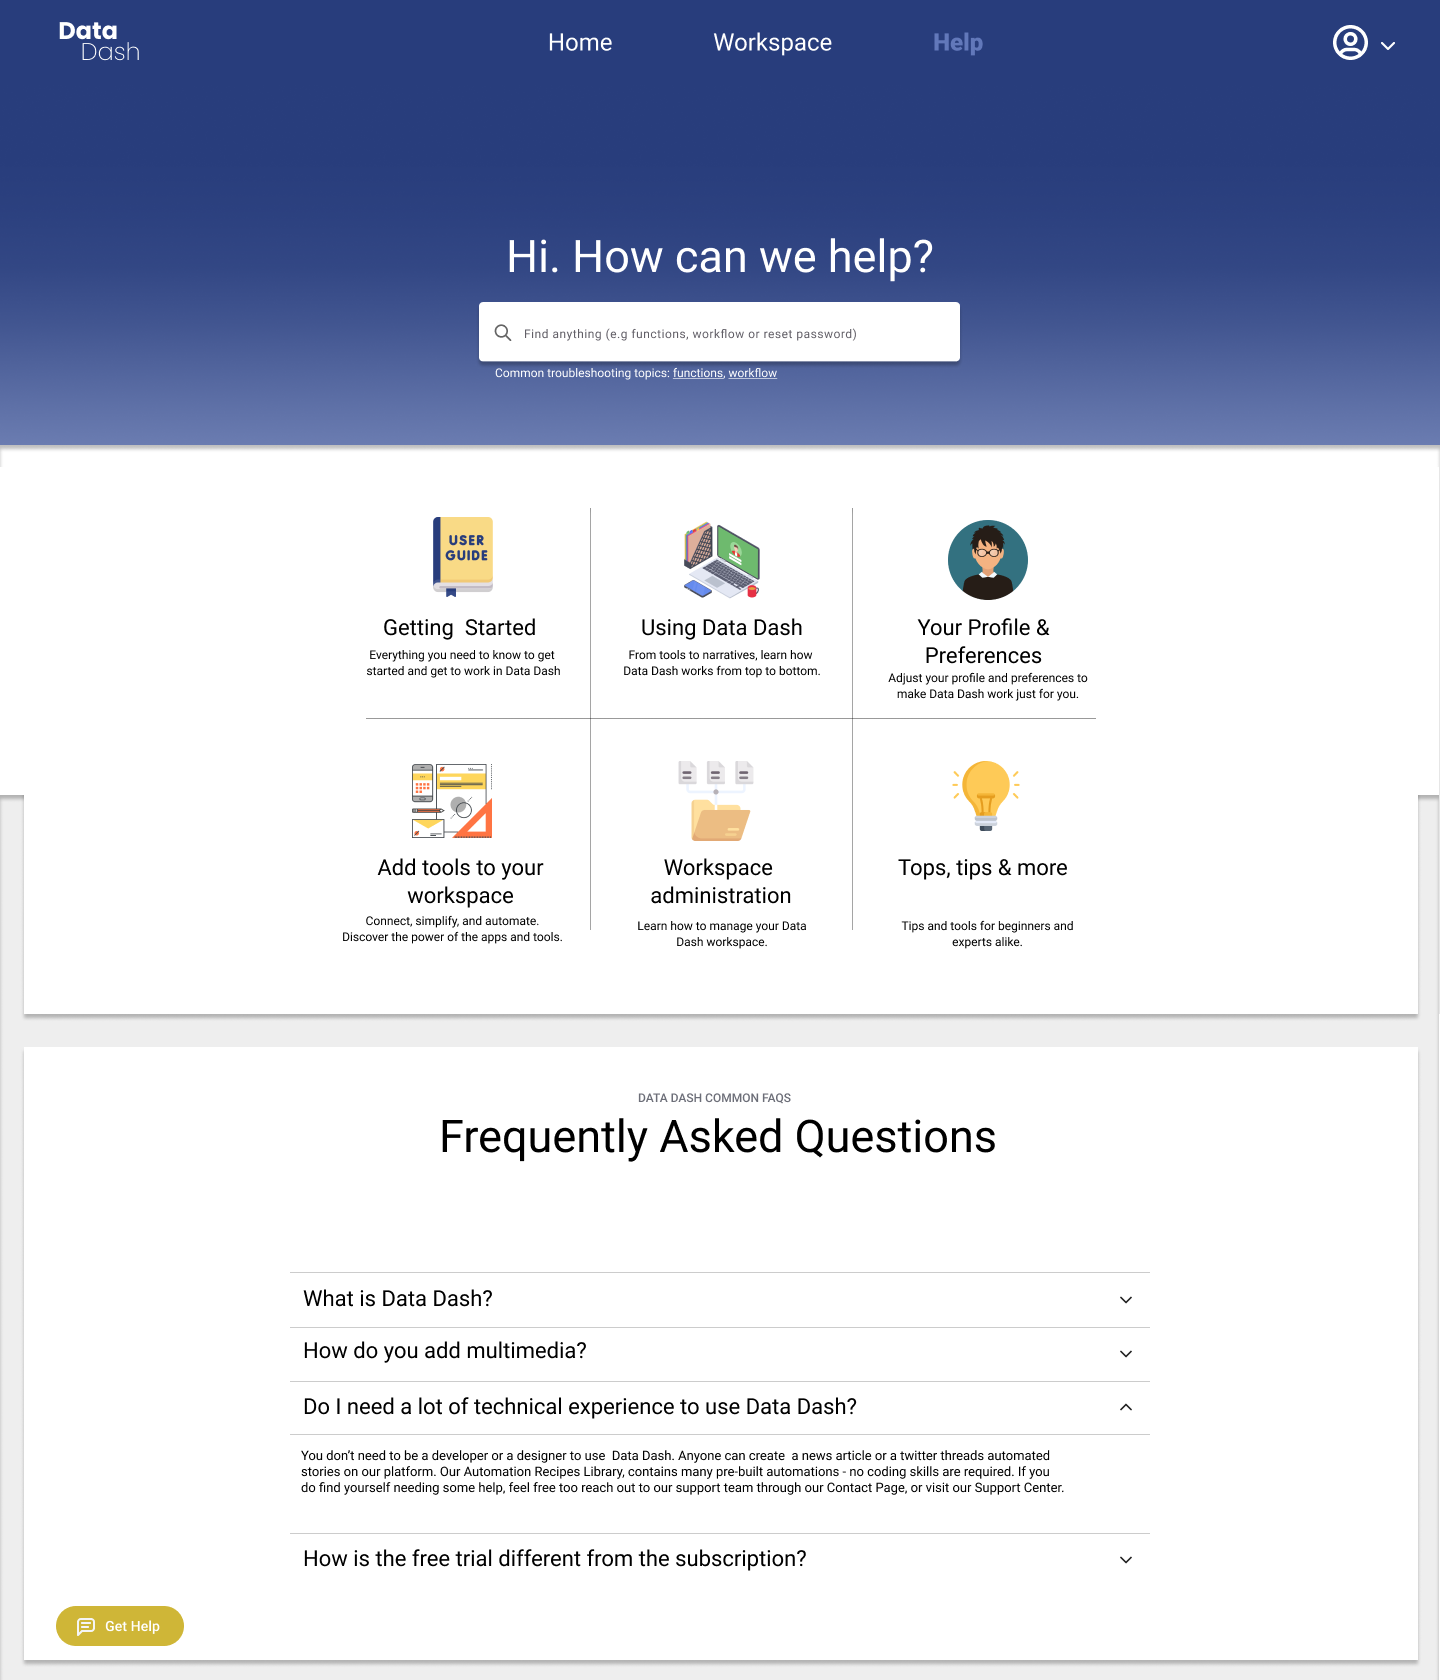 Data
Dash
Home
Workspace
Help
Hi. How can we help?
Find anything (e.g functions, workflow or reset password)
Common troubleshooting topics: functions, workflow
USER
GUIDE
Getting  Started
Everything you need to know to get
started and get to work in Data Dash
Using Data Dash
From tools to narratives, learn how
Data Dash works from top to bottom.
Your Profile &
Preferences
Adjust your profile and preferences to
make Data Dash work just for you.
Add tools to your
workspace
Connect, simplify, and automate.
Discover the power of the apps and tools.
Workspace
administration
Learn how to manage your Data
Dash workspace.
Tops, tips & more
Tips and tools for beginners and
experts alike.
DATA DASH COMMON FAQS
Frequently Asked Questions
What is Data Dash?
How do you add multimedia?
Do I need a lot of technical experience to use Data Dash?
You don’t need to be a developer or a designer to use  Data Dash. Anyone can create  a news article or a twitter threads automated
stories on our platform. Our Automation Recipes Library, contains many pre-built automations - no coding skills are required. If you
do find yourself needing some help, feel free too reach out to our support team through our Contact Page, or visit our Support Center.
How is the free trial different from the subscription?
Get Help